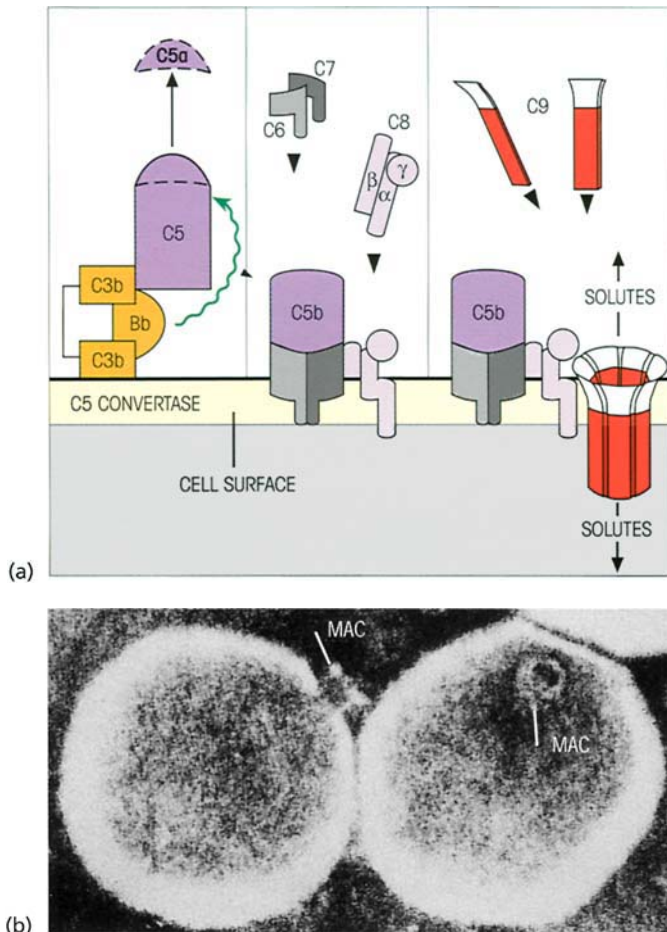 C5a
C7
C6
C8
β
γ
α
C9
C5
C3b
Bb
C3b
C5b
C5b
SOLUTES
C5 CONVERTASE
CELL SURFACE
SOLUTES
(a)
MAC
MAC
(b)